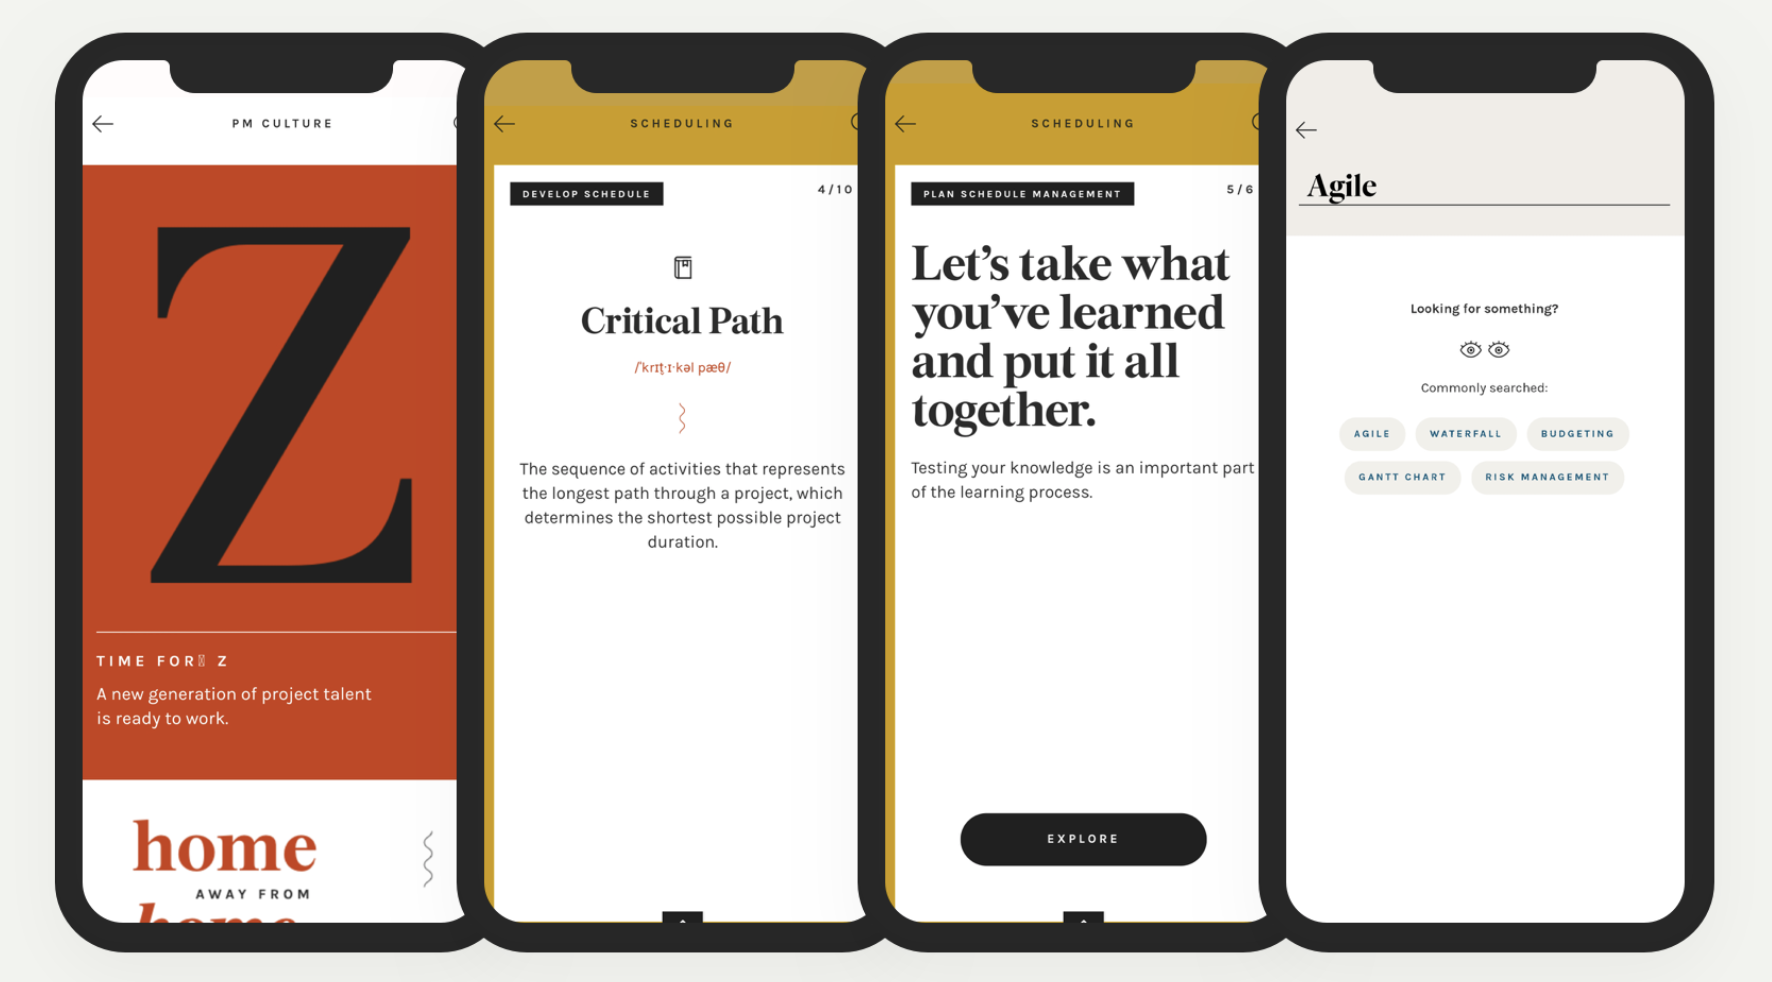 PM CULTURE
Z
TIME FOR Z
A new generation of project talent
is ready to work.
home
AWAY FROM
home
SCHEDULING
DEVELOP SCHEDULE
4/10
Critical Path
/ˈkrɪt̬·ɪ·kəl pæθ/
The sequence of activities that represents
the longest path through a project, which
determines the shortest possible project
duration.
SCHEDULING
PLAN SCHEDULE MANAGEMENT
5/6
Let’s take what
you’ve learned
and put it all
together.
Testing your knowledge is an important part
of the learning process.
EXPLORE
Agile
Looking for something?
Commonly searched:
AGILE
WATERFALL
BUDGETING
GANTT CHART
RISK MANAGEMENT